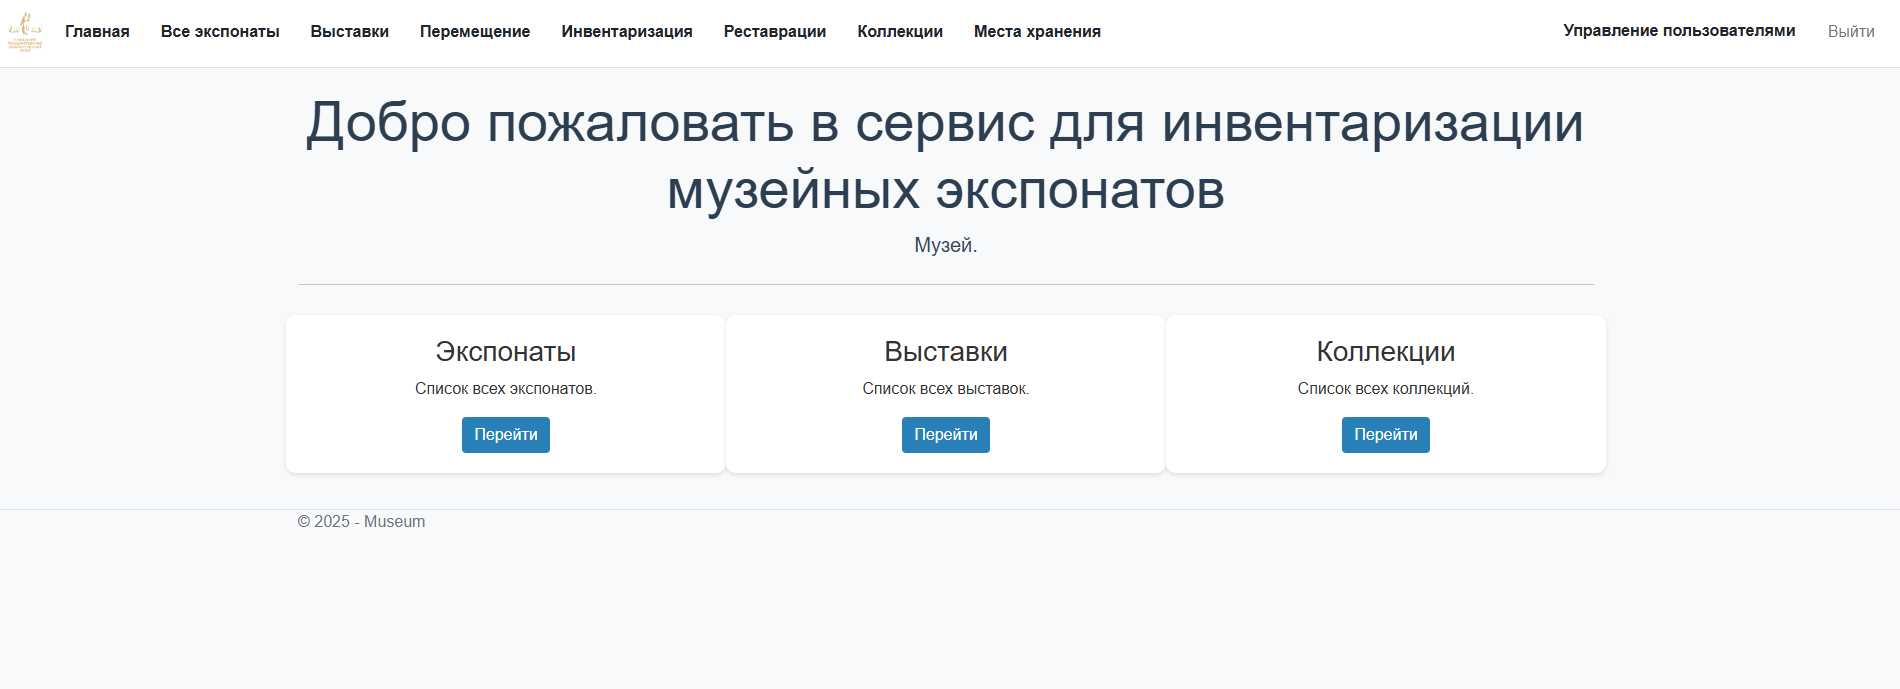 Главная Все экспонаты Выставки Перемещение Инвентаризация Реставрации Коллекции Места хранения Управление пользователями Выйти
Добро пожаловать в сервис для инвентаризации
музейных экспонатов
Музей.
Экспонаты
Список всех экспонатов.
Перейти
Выставки
Список всех выставок.
Перейти
Коллекции
Список всех коллекций.
Перейти
© 2025 - Museum